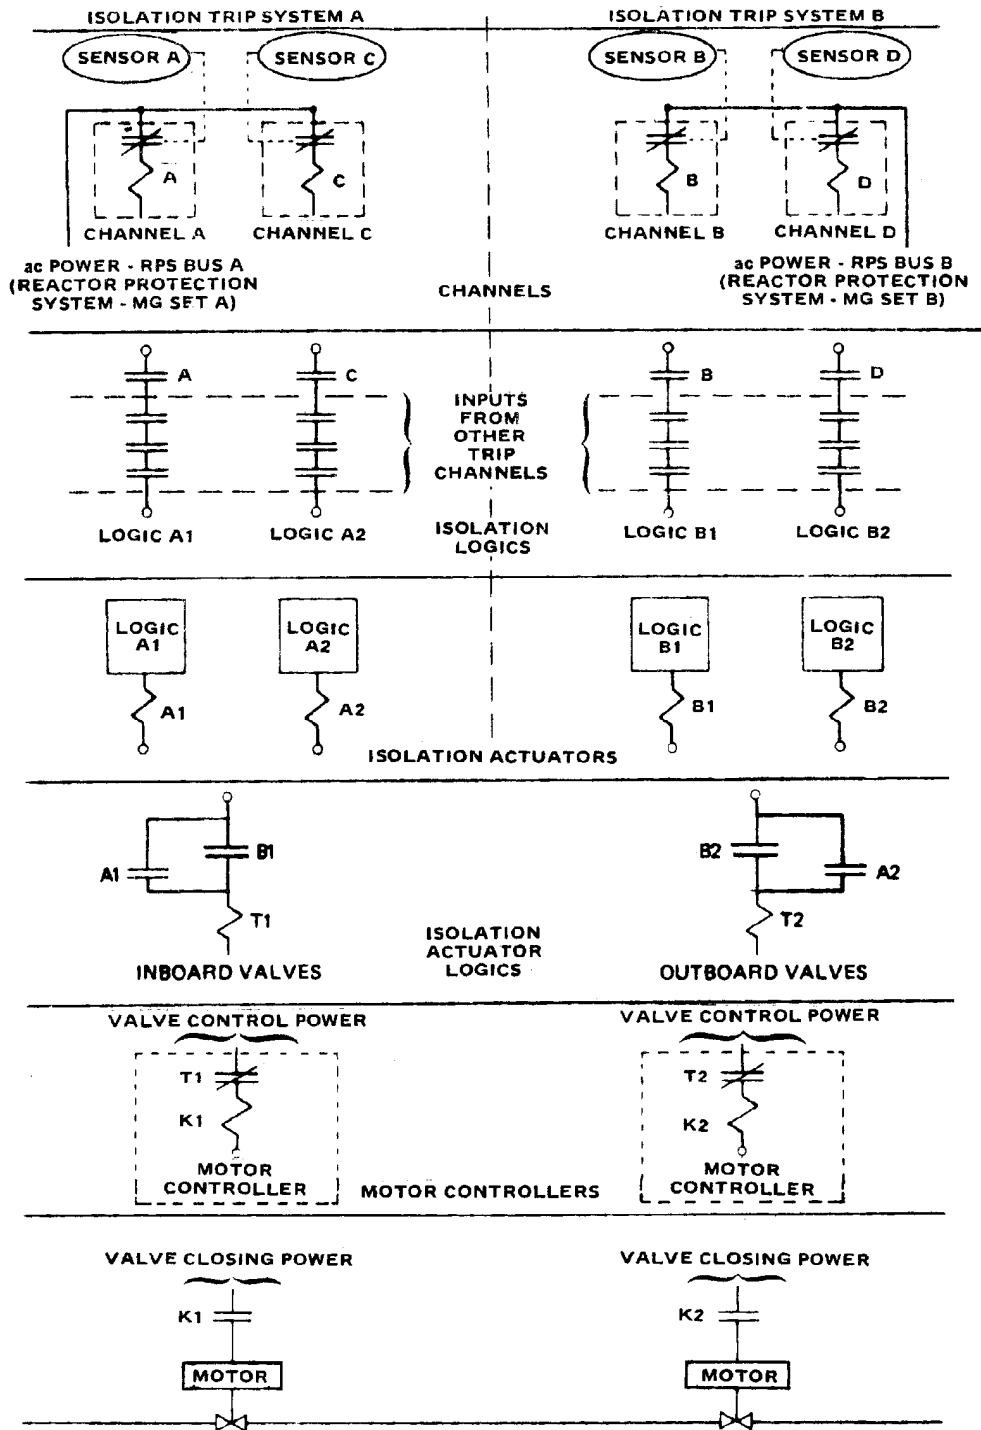 ISOLATION TRIP SYSTEM A
ISOLATION TRIP SYSTEM B
SENSOR A
SENSOR C
SENSOR B
SENSOR D
A
C
B
D
CHANNEL A
CHANNEL C
CHANNEL B
CHANNEL D
ac POWER - RPS BUS A
(REACTOR PROTECTION
SYSTEM - MG SET A)
CHANNELS
ac POWER - RPS BUS B
(REACTOR PROTECTION
SYSTEM - MG SET B)
A
C
B
D
INPUTS
FROM
OTHER
TRIP
CHANNELS
LOGIC A1
LOGIC A2
ISOLATION
LOGICS
LOGIC B1
LOGIC B2
LOGIC
A1
LOGIC
A2
LOGIC
B1
LOGIC
B2
A1
A2
B1
B2
ISOLATION ACTUATORS
A1
B1
T1
INBOARD VALVES
ISOLATION
ACTUATOR
LOGICS
B2
A2
T2
OUTBOARD VALVES
VALVE CONTROL POWER
VALVE CONTROL POWER
T1
K1
MOTOR
CONTROLLER
MOTOR CONTROLLERS
T2
K2
MOTOR
CONTROLLER
VALVE CLOSING POWER
VALVE CLOSING POWER
K1
K2
MOTOR
MOTOR